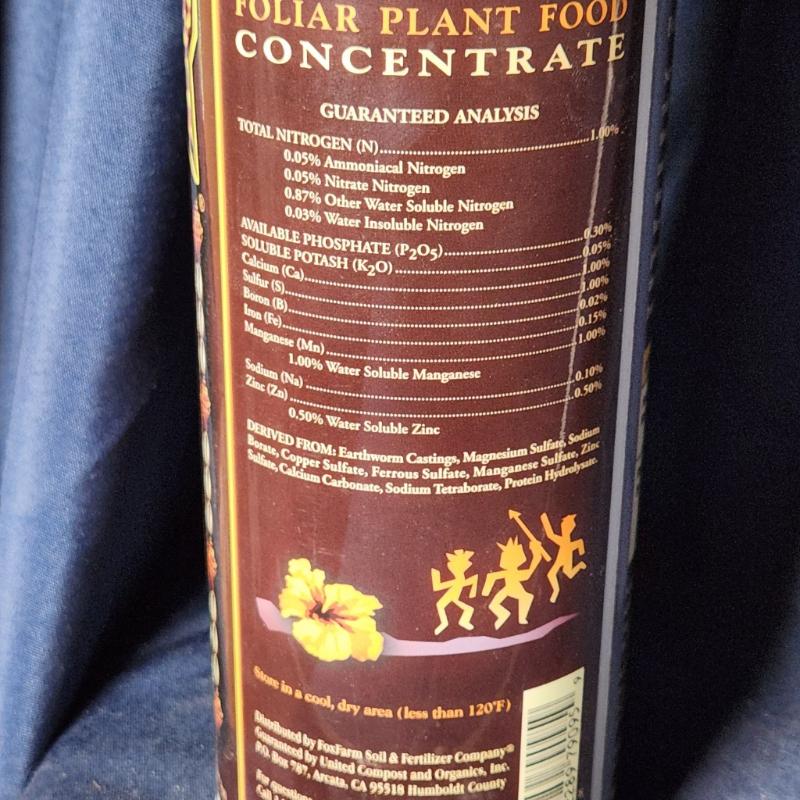 FOLIAR PLANT FOOD
CONCENTRATE
GUARANTEED ANALYSIS
TOTAL NITROGEN (N)..........1.00%
0.05% Ammoniacal Nitrogen
0.05% Nitrate Nitrogen
0.87% Other Water Soluble Nitrogen
0.03% Water Insoluble Nitrogen
AVAILABLE PHOSPHATE (P2O5)..........0.30%
SOLUBLE POTASH (K2O)..........0.05%
Calcium (Ca)..........1.00%
Sulfur (S)..........1.00%
Boron (B)..........0.02%
Iron (Fe)..........0.15%
Manganese (Mn)..........1.00%
1.00% Water Soluble Manganese
Sodium (Na)..........0.10%
Zinc (Zn)..........0.50%
0.50% Water Soluble Zinc
DERIVED FROM: Earthworm Castings, Magnesium Sulfate, Sodium
Borate, Copper Sulfate, Ferrous Sulfate, Manganese Sulfate, Zinc
Sulfate, Calcium Carbonate, Sodium Tetraborate, Protein Hydrolysate.
Store in a cool, dry area (less than 120°F)
Distributed by FoxFarm Soil & Fertilizer Company®
Guaranteed by United Compost and Organics, Inc.
P.O. Box 787, Arcata, CA 95518 Humboldt County
For questions